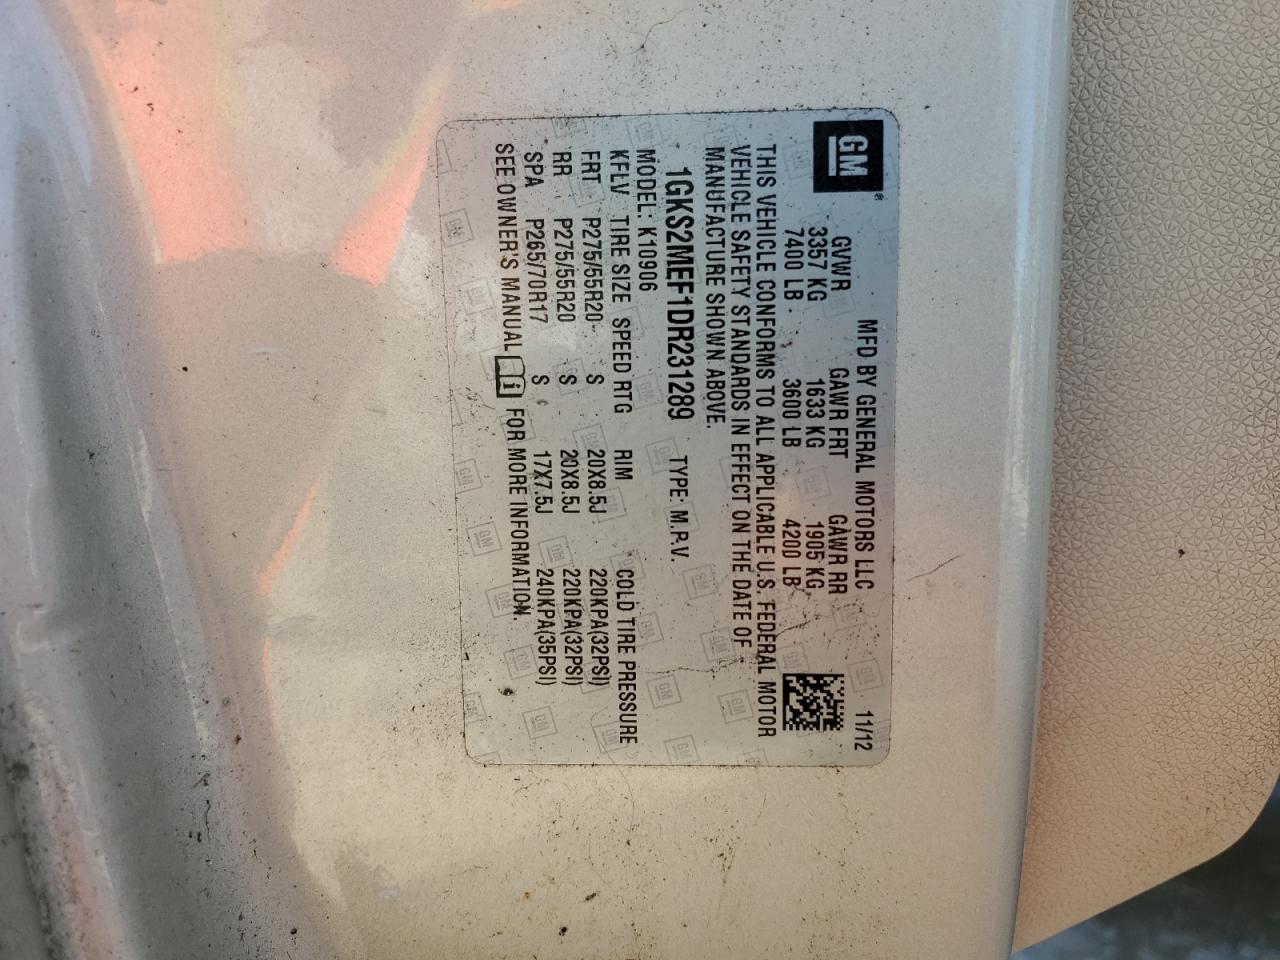 GM®
MFD BY GENERAL MOTORS LLC 11/12
GVWR GAWR FRT GAWR RR
3357 KG 1633 KG 1905 KG
7400 LB 3600 LB 4200 LB
THIS VEHICLE CONFORMS TO ALL APPLICABLE U.S. FEDERAL MOTOR
VEHICLE SAFETY STANDARDS IN EFFECT ON THE DATE OF
MANUFACTURE SHOWN ABOVE.
1GKS2MEF1DR231289 TYPE: M.P.V.
MODEL: K10906
KFLV TIRE SIZE SPEED RTG RIM COLD TIRE PRESSURE
FRT P275/55R20 S 20X8.5J 220KPA(32PSI)
RR P275/55R20 S 20X8.5J 220KPA(32PSI)
SPA P265/70R17 S 17X7.5J 240KPA(35PSI)
SEE OWNER'S MANUAL i FOR MORE INFORMATION.